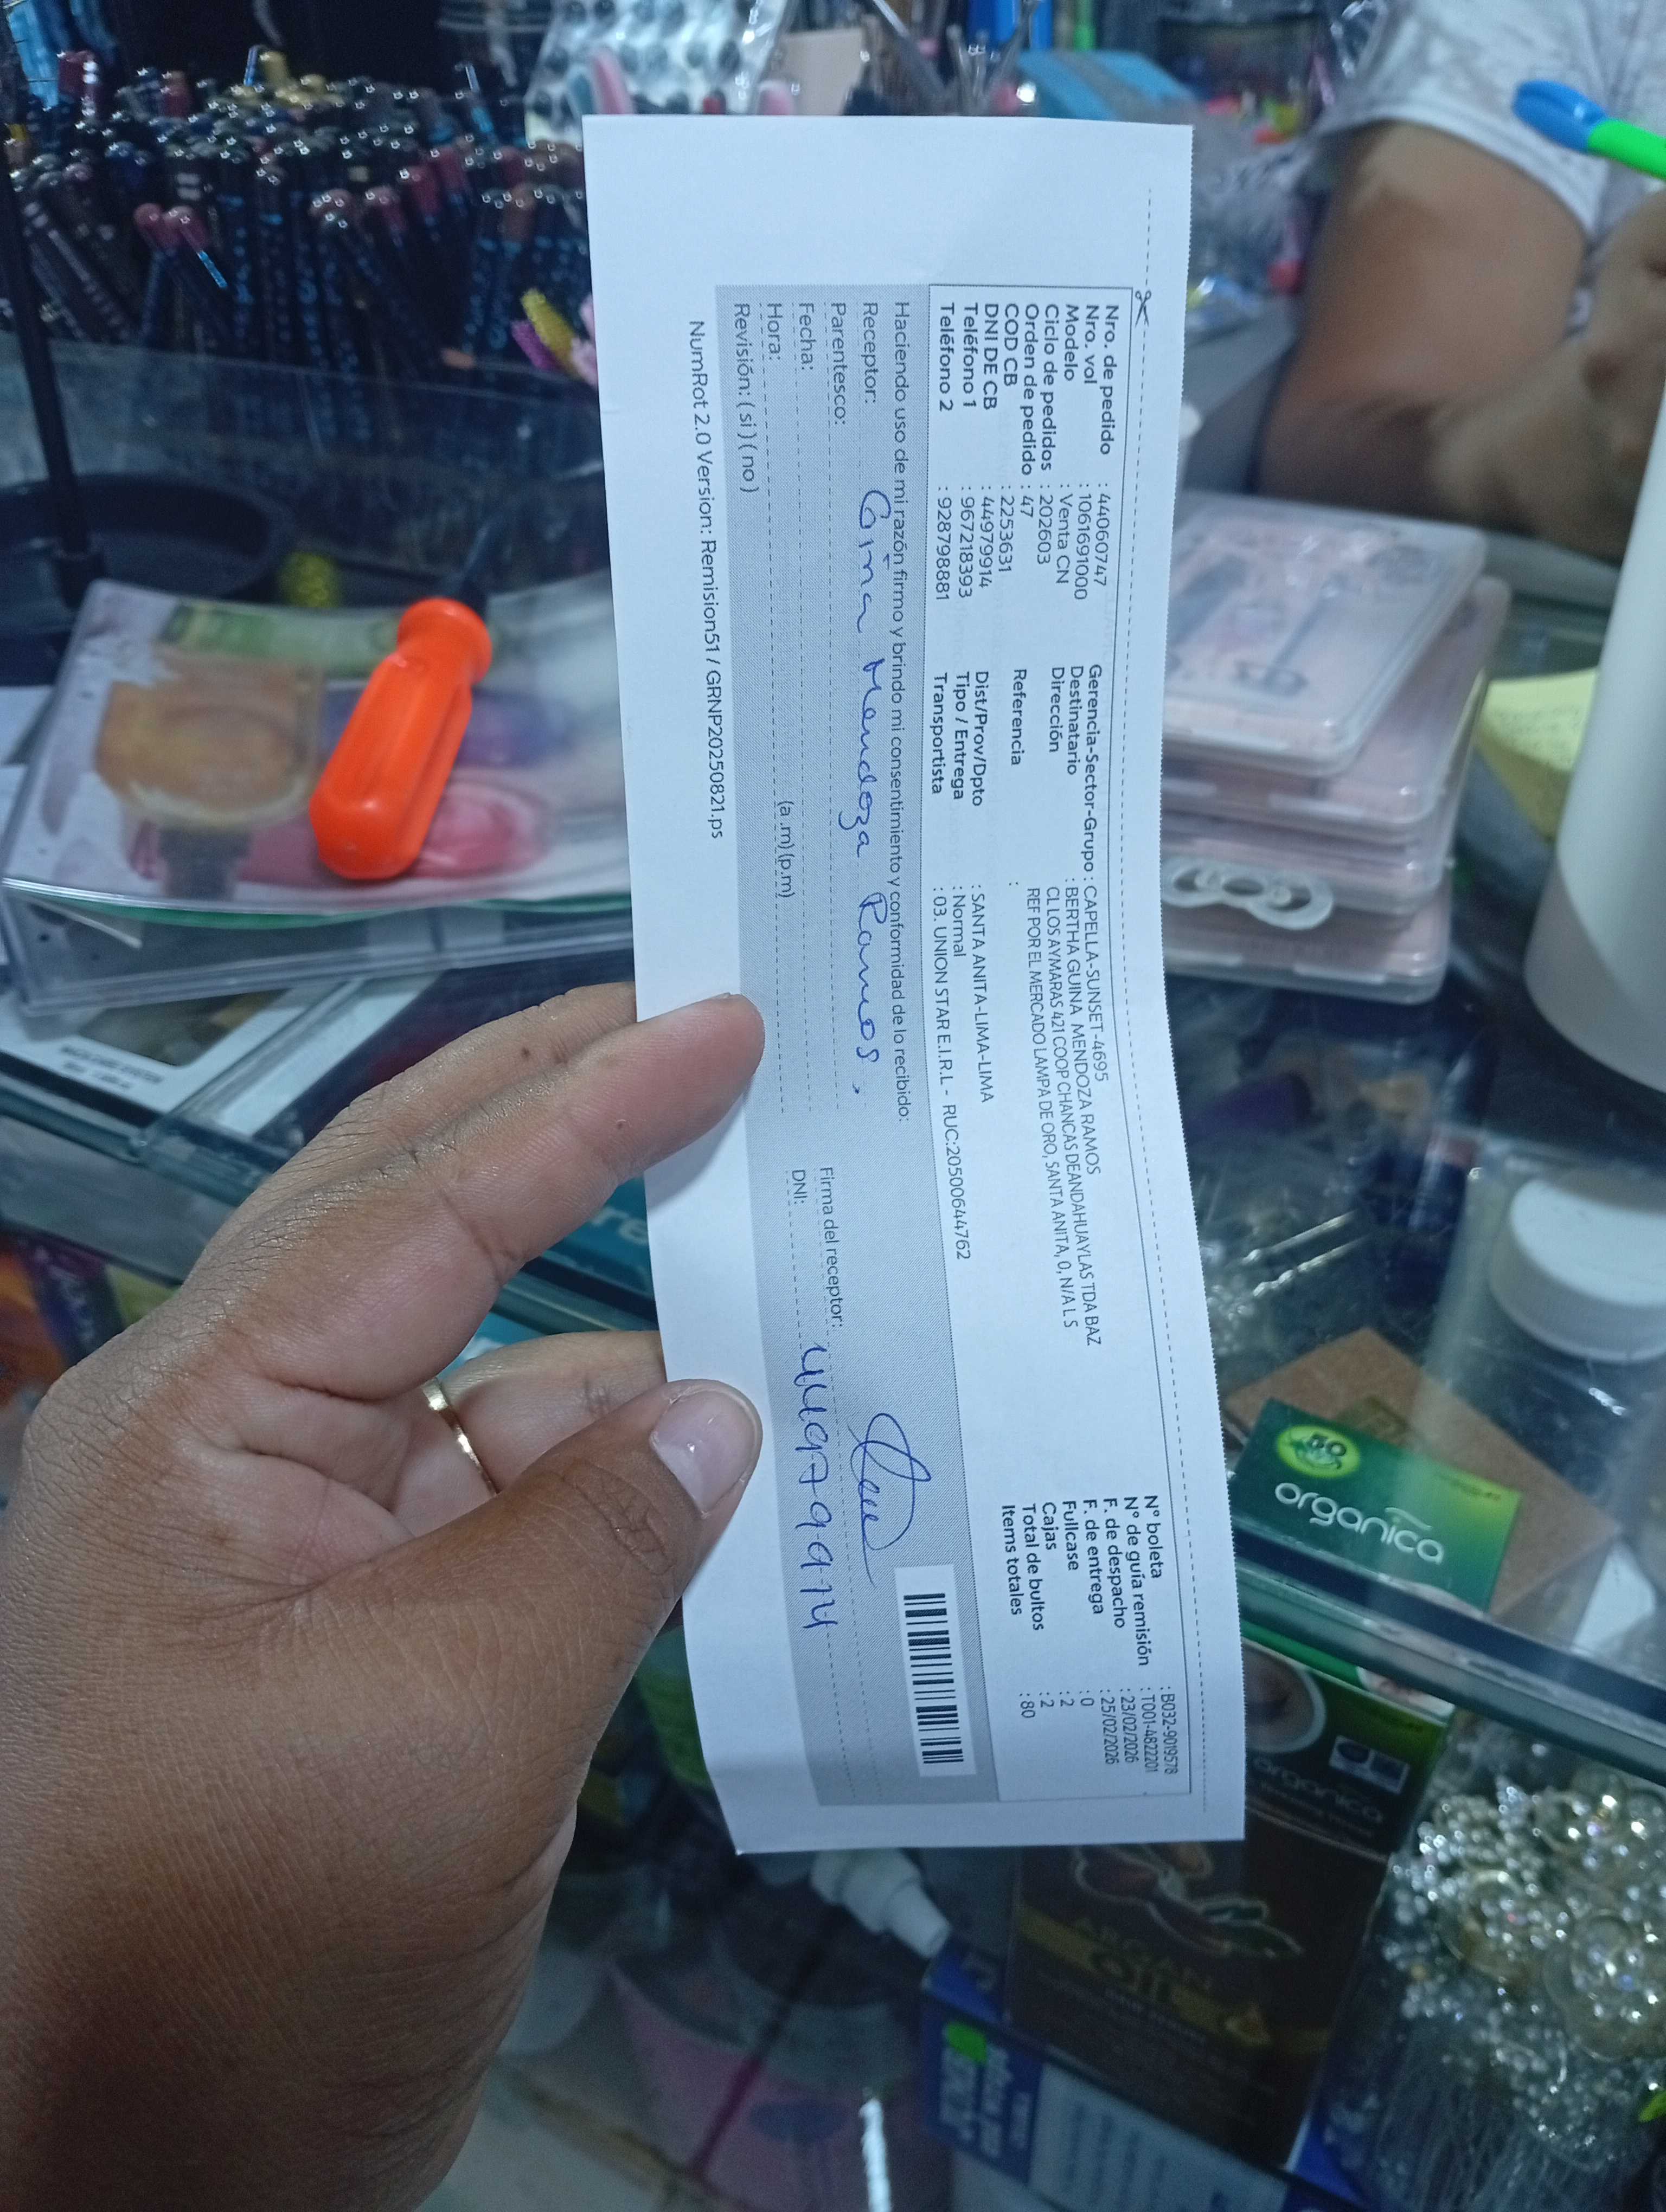 Nro. de pedido : 44060747
Nro. vol : 1061691000
Modelo : Venta CN
Ciclo de pedidos : 202603
Orden de pedido : 47
COD CB : 2253631
DNI DE CB : 44979914
Teléfono 1 : 967218393
Teléfono 2 : 928798881
Gerencia-Sector-Grupo : CAPELLA-SUNSET-4695
Destinatario : BERTHA GUINA MENDOZA RAMOS
Dirección CL LOS AYMARAS 421 COOP CHANCAS DEANDAHUAYLAS TDA BAZ
REF POR EL MERCADO LAMPA DE ORO, SANTA ANITA, 0, N/A L S
Referencia :
Dist/Prov/Dpto : SANTA ANITA-LIMA-LIMA
Tipo / Entrega : Normal
Transportista : 03. UNION STAR E.I.R.L - RUC:20500644762
N° boleta : B032-9019578
N° de guía remisión : T001-4822201
F. de despacho : 23/02/2026
F. de entrega : 25/02/2026
Fullcase : 0
Cajas : 2
Total de bultos : 2
Items totales : 80
Haciendo uso de mi razón firmo y brindo mi consentimiento y conformidad de lo recibido:
Receptor: Mendoza Ramos.
Parentesco:
Fecha:
Hora: (a.m) (p.m)
Revisión: ( si ) ( no )
Firma del receptor:
DNI: 44979914
NumRot 2.0 Version: Remision51 / GRNP20250821.ps
organica
organica
ARGAN
oil